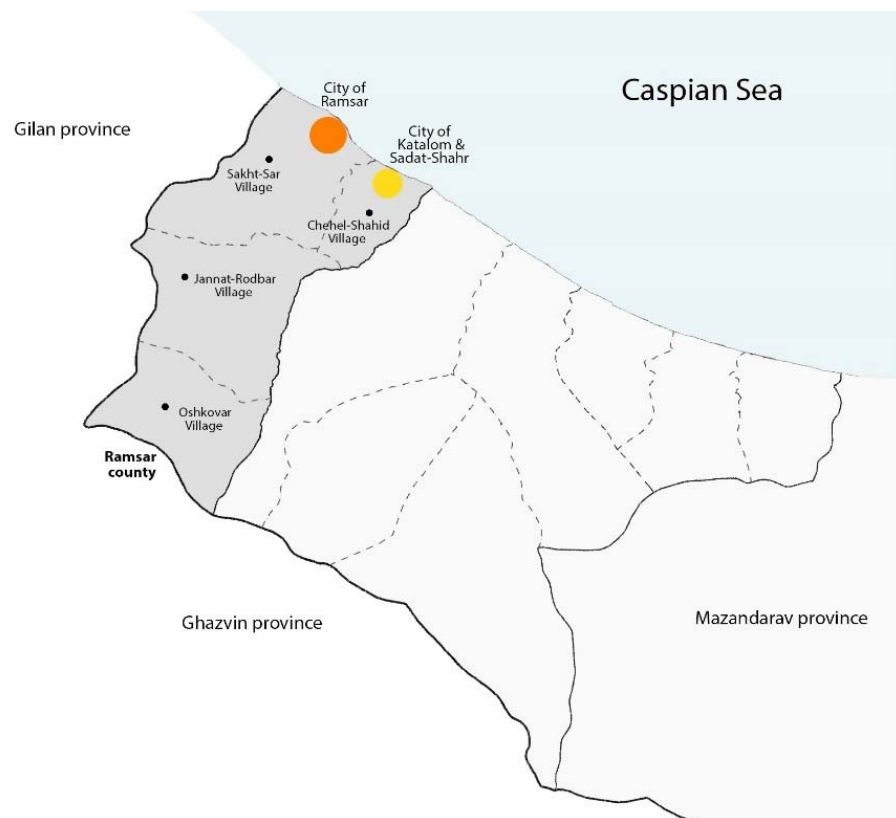 City of
Ramsar
Caspian Sea
Gilan province
City of
Katalom &
Sadat-Shahr
Sakht-Sar
Village
Chehel-Shahid
Village
Jannat-Rodbar
Village
Oshkovar
Village
Ramsar
county
Ghazvin province
Mazandarav province